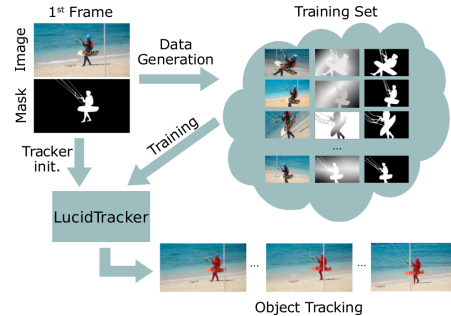 1st Frame
Training Set
Image
Mask
Data
Generation
...
Tracker
init.
Training
LucidTracker
... ...
Object Tracking